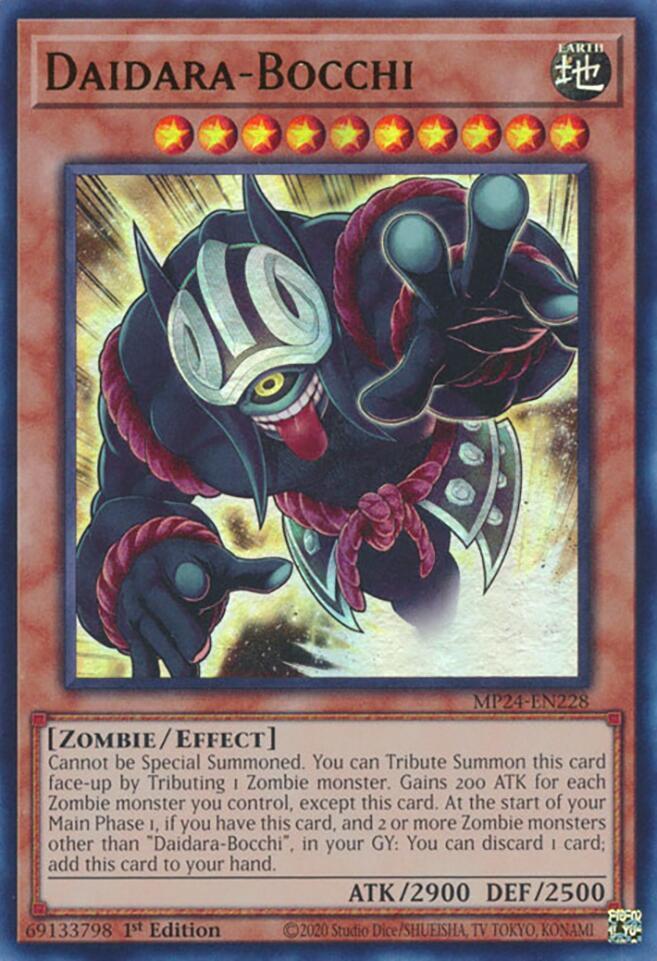 DAIDARA-BOCCHI
EARTH
地
MP24-EN228
[ZOMBIE/EFFECT]
Cannot be Special Summoned. You can Tribute Summon this card
face-up by Tributing 1 Zombie monster. Gains 200 ATK for each
Zombie monster you control, except this card. At the start of your
Main Phase 1, if you have this card, and 2 or more Zombie monsters
other than "Daidara-Bocchi", in your GY: You can discard 1 card;
add this card to your hand.
ATK/2900 DEF/2500
69133798 1st Edition ©2020 Studio Dice/SHUEISHA, TV TOKYO, KONAMI